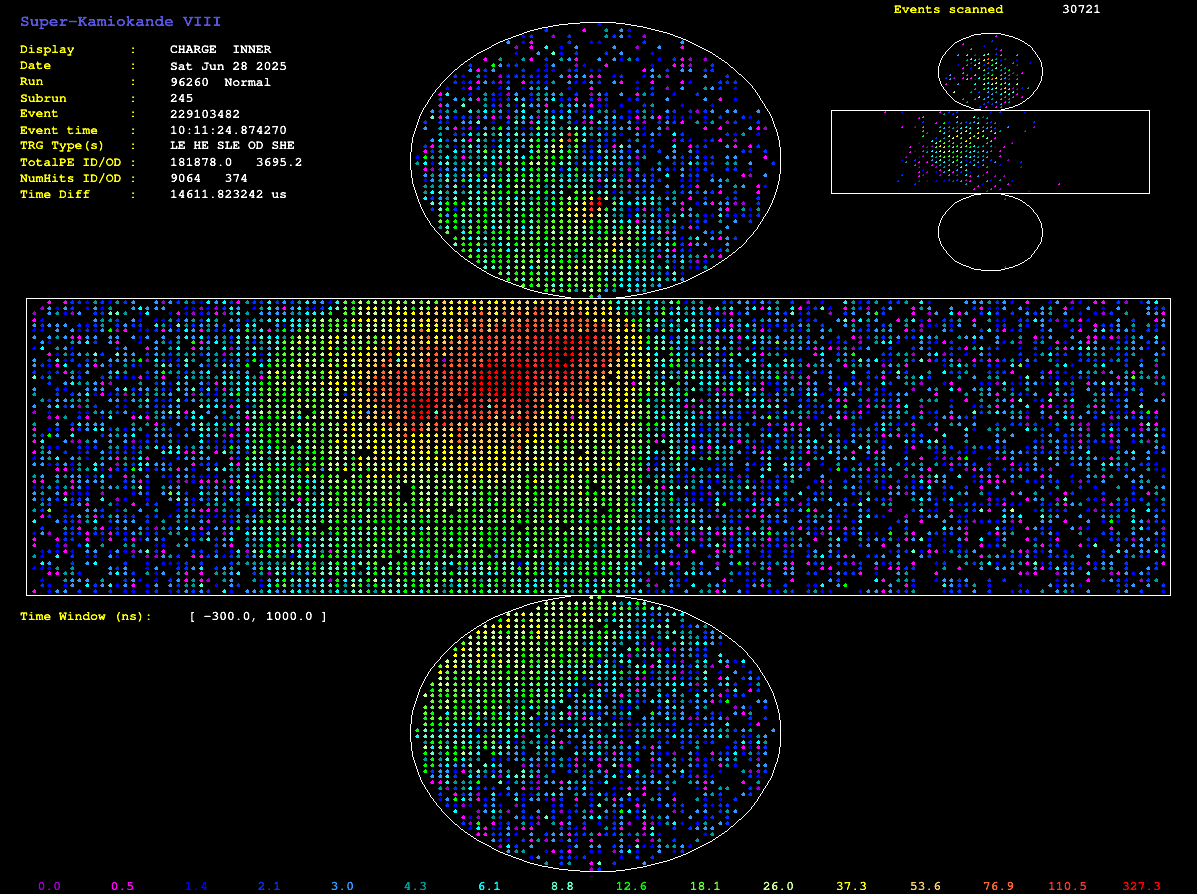 Super-Kamiokande VIII
Events scanned 30721
Display : CHARGE INNER
Date : Sat Jun 28 2025
Run : 96260 Normal
Subrun : 245
Event : 229103482
Event time : 10:11:24.874270
TRG Type(s) : LE HE SLE OD SHE
TotalPE ID/OD : 181878.0 3695.2
NumHits ID/OD : 9064 374
Time Diff : 14611.823242 us
Time Window (ns): [ -300.0, 1000.0 ]
0.0 0.5 1.4 2.1 3.0 4.3 6.1 8.8 12.6 18.1 26.0 37.3 53.6 76.9 110.5 327.3